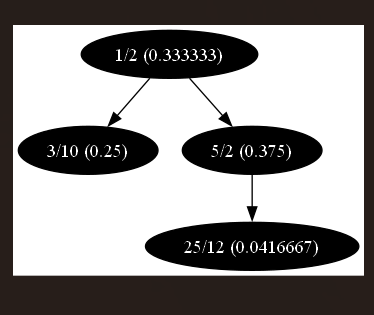 1/2 (0.333333)
3/10 (0.25)
5/2 (0.375)
25/12 (0.0416667)